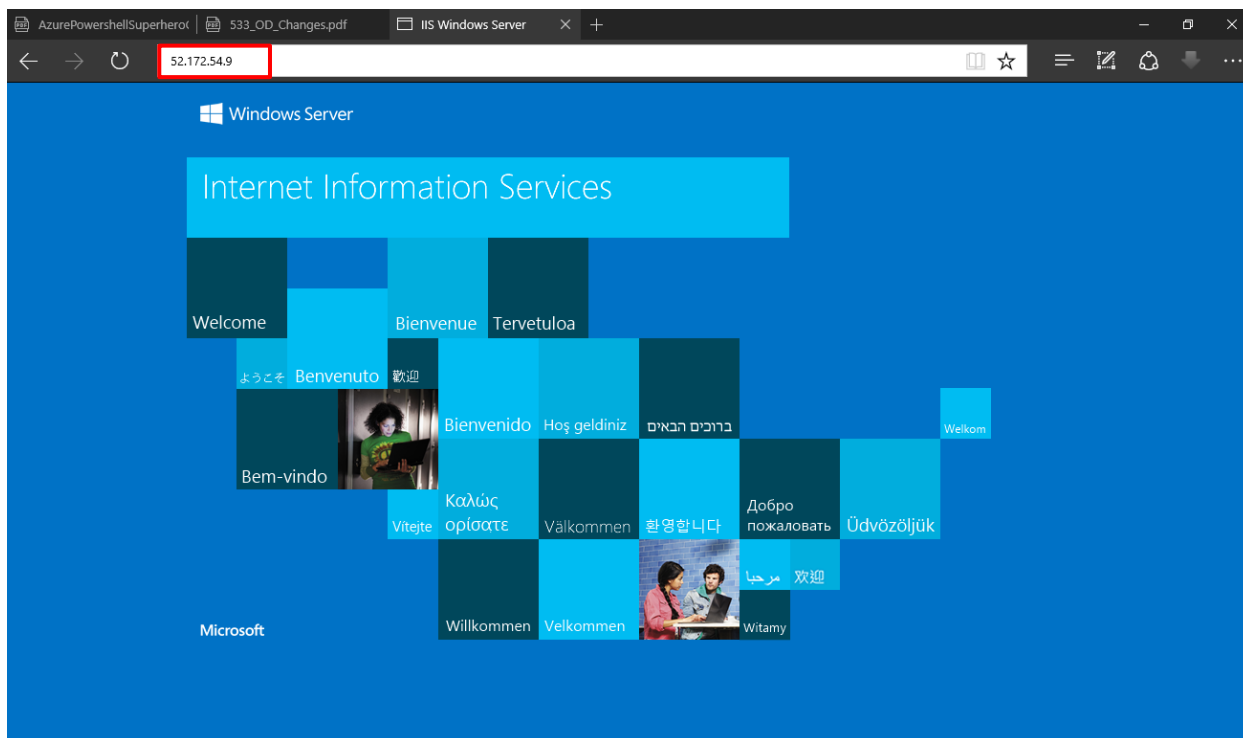 AzurePowershellSuperhero(
533_OD_Changes.pdf
IIS Windows Server
52.172.54.9
Windows Server
Internet Information Services
Welcome
Bienvenue
Tervetuloa
ようこそ
Benvenuto
歡迎
Bienvenido
Hoş geldiniz
ברוכים הבאים
Welkom
Bem-vindo
Vítejte
Καλώς
ορίσατε
Välkommen
환영합니다
Добро
пожаловать
Üdvözöljük
مرحبا
欢迎
Microsoft
Willkommen
Velkommen
Witamy